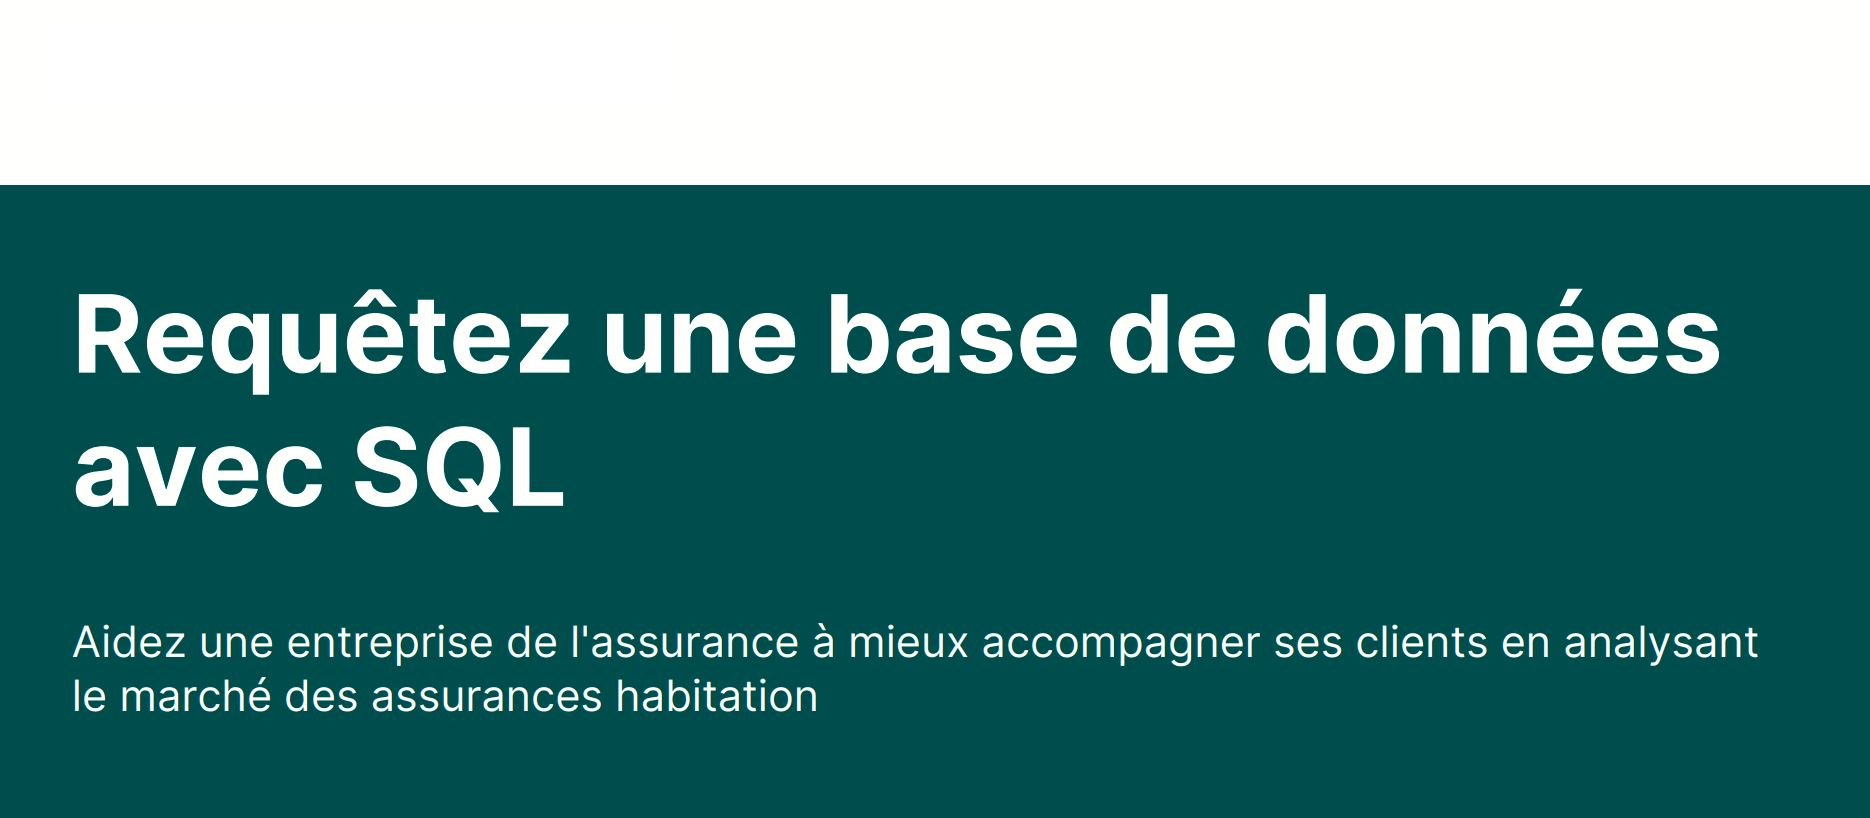 Requêtez une base de données
avec SQL
Aidez une entreprise de l'assurance à mieux accompagner ses clients en analysant
le marché des assurances habitation